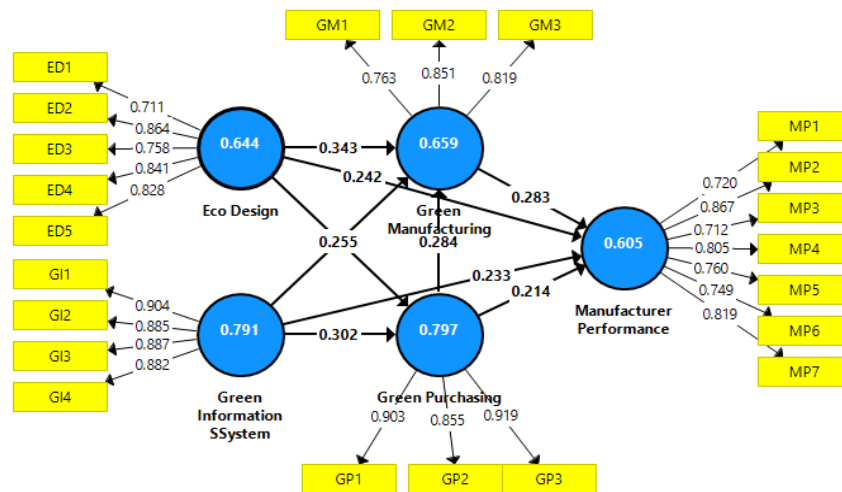 GM1
GM2
GM3
0.763
0.851
0.819
ED1
ED2
ED3
ED4
ED5
0.711
0.864
0.758
0.841
0.828
0.644
Eco Design
0.343
0.659
Green
Manufacturing
0.242
0.255
0.284
0.283
0.233
0.214
0.302
GI1
GI2
GI3
GI4
0.904
0.885
0.887
0.882
0.791
Green
Information
SSystem
0.797
Green Purchasing
0.903
0.855
0.919
GP1
GP2
GP3
0.605
Manufacturer
Performance
0.720
0.867
0.712
0.805
0.760
0.749
0.819
MP1
MP2
MP3
MP4
MP5
MP6
MP7